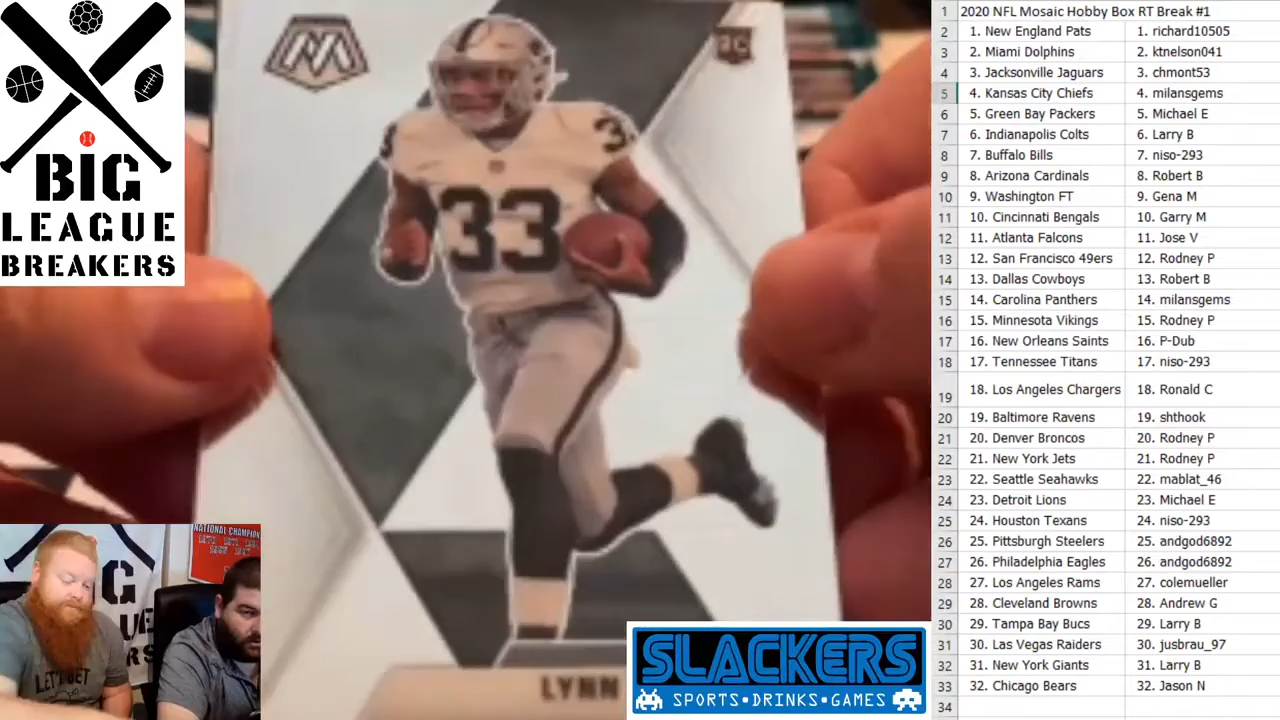 BIG
LEAGUE
BREAKERS
RC
33
33
LYNN
SLACKERS
SPORTS•DRINKS•GAMES
NATIONAL CHAMPION
G
UE
RS
LET'S GET
1 2020 NFL Mosaic Hobby Box RT Break #1
2 1. New England Pats 1. richard10505
3 2. Miami Dolphins 2. ktnelson041
4 3. Jacksonville Jaguars 3. chmont53
5 4. Kansas City Chiefs 4. milansgems
6 5. Green Bay Packers 5. Michael E
7 6. Indianapolis Colts 6. Larry B
8 7. Buffalo Bills 7. niso-293
9 8. Arizona Cardinals 8. Robert B
10 9. Washington FT 9. Gena M
11 10. Cincinnati Bengals 10. Garry M
12 11. Atlanta Falcons 11. Jose V
13 12. San Francisco 49ers 12. Rodney P
14 13. Dallas Cowboys 13. Robert B
15 14. Carolina Panthers 14. milansgems
16 15. Minnesota Vikings 15. Rodney P
17 16. New Orleans Saints 16. P-Dub
18 17. Tennessee Titans 17. niso-293
19 18. Los Angeles Chargers 18. Ronald C
20 19. Baltimore Ravens 19. shthook
21 20. Denver Broncos 20. Rodney P
22 21. New York Jets 21. Rodney P
23 22. Seattle Seahawks 22. mablat_46
24 23. Detroit Lions 23. Michael E
25 24. Houston Texans 24. niso-293
26 25. Pittsburgh Steelers 25. andgod6892
27 26. Philadelphia Eagles 26. andgod6892
28 27. Los Angeles Rams 27. colemueller
29 28. Cleveland Browns 28. Andrew G
30 29. Tampa Bay Bucs 29. Larry B
31 30. Las Vegas Raiders 30. jusbrau_97
32 31. New York Giants 31. Larry B
33 32. Chicago Bears 32. Jason N
34